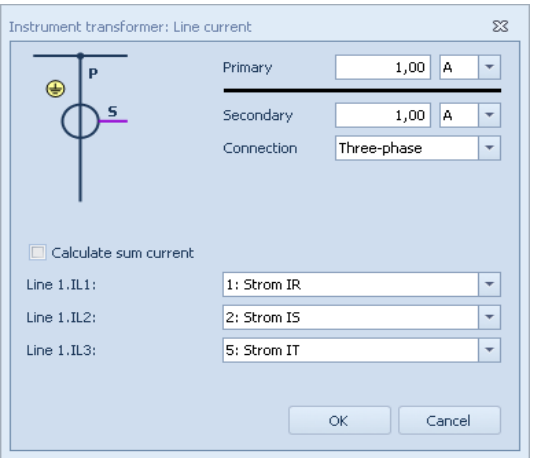 Instrument transformer: Line current
P
S
Primary 1,00 A
Secondary 1,00 A
Connection Three-phase
Calculate sum current
Line 1.IL1: 1: Strom IR
Line 1.IL2: 2: Strom IS
Line 1.IL3: 5: Strom IT
OK Cancel